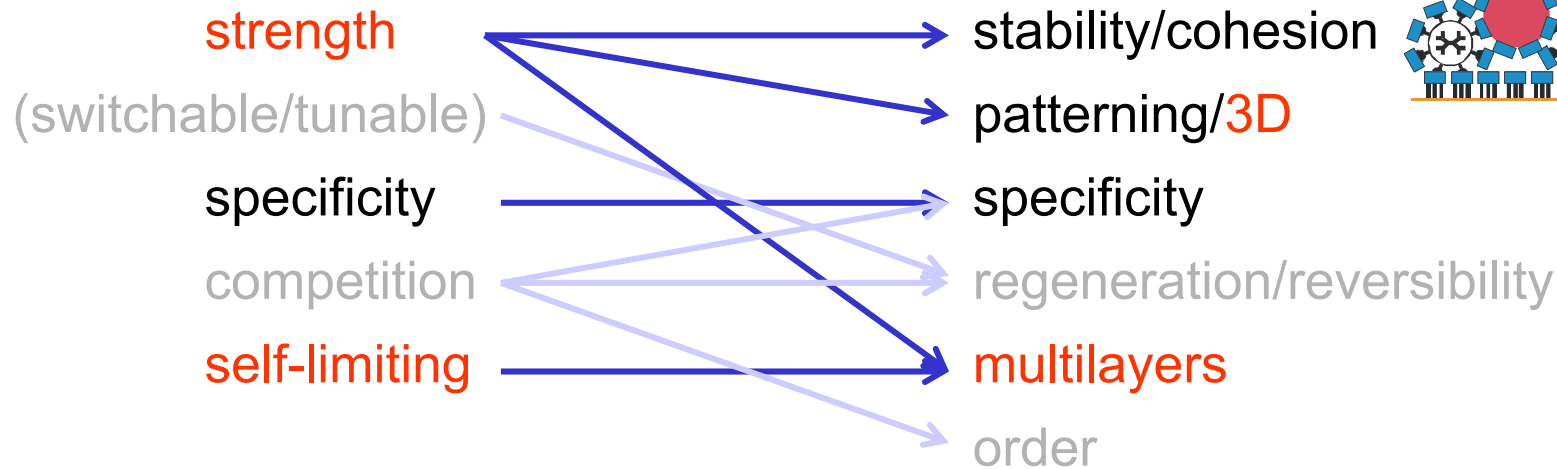 strength
(switchable/tunable)
specificity
competition
self-limiting
stability/cohesion
patterning/3D
specificity
regeneration/reversibility
multilayers
order